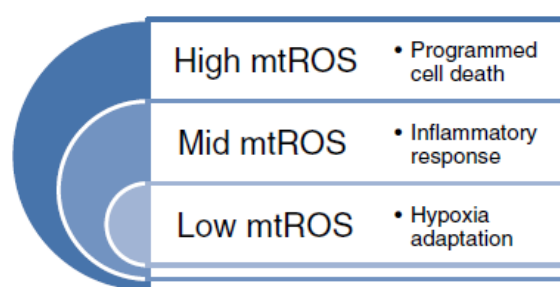 High mtROS
• Programmed
cell death
Mid mtROS
• Inflammatory
response
Low mtROS
• Hypoxia
adaptation